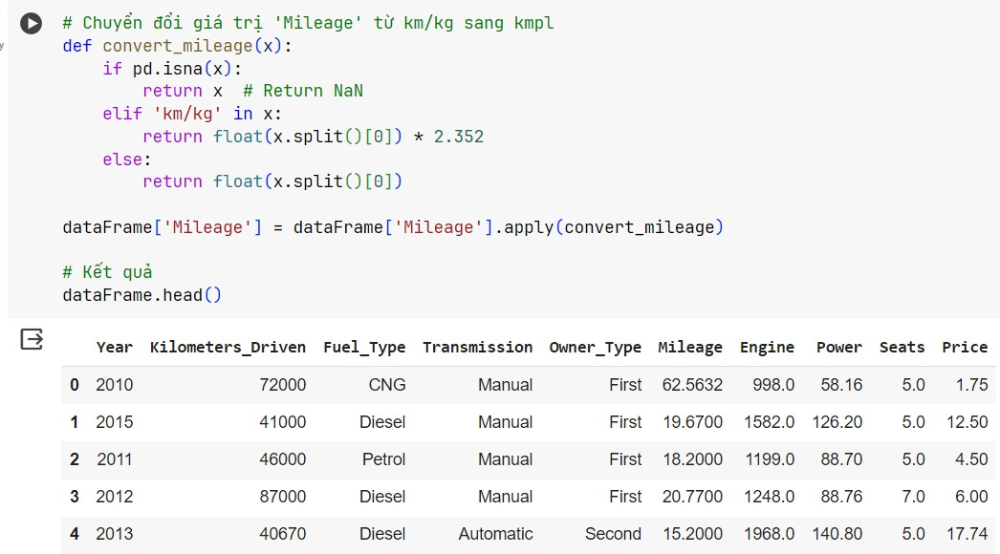 # Chuyển đổi giá trị 'Mileage' từ km/kg sang kmpl
def convert_mileage(x):
    if pd.isna(x):
        return x  # Return NaN
    elif 'km/kg' in x:
        return float(x.split()[0]) * 2.352
    else:
        return float(x.split()[0])

dataFrame['Mileage'] = dataFrame['Mileage'].apply(convert_mileage)

# Kết quả
dataFrame.head()
Year Kilometers_Driven Fuel_Type Transmission Owner_Type Mileage Engine Power Seats Price
0 2010 72000 CNG Manual First 62.5632 998.0 58.16 5.0 1.75
1 2015 41000 Diesel Manual First 19.6700 1582.0 126.20 5.0 12.50
2 2011 46000 Petrol Manual First 18.2000 1199.0 88.70 5.0 4.50
3 2012 87000 Diesel Manual First 20.7700 1248.0 88.76 7.0 6.00
4 2013 40670 Diesel Automatic Second 15.2000 1968.0 140.80 5.0 17.74